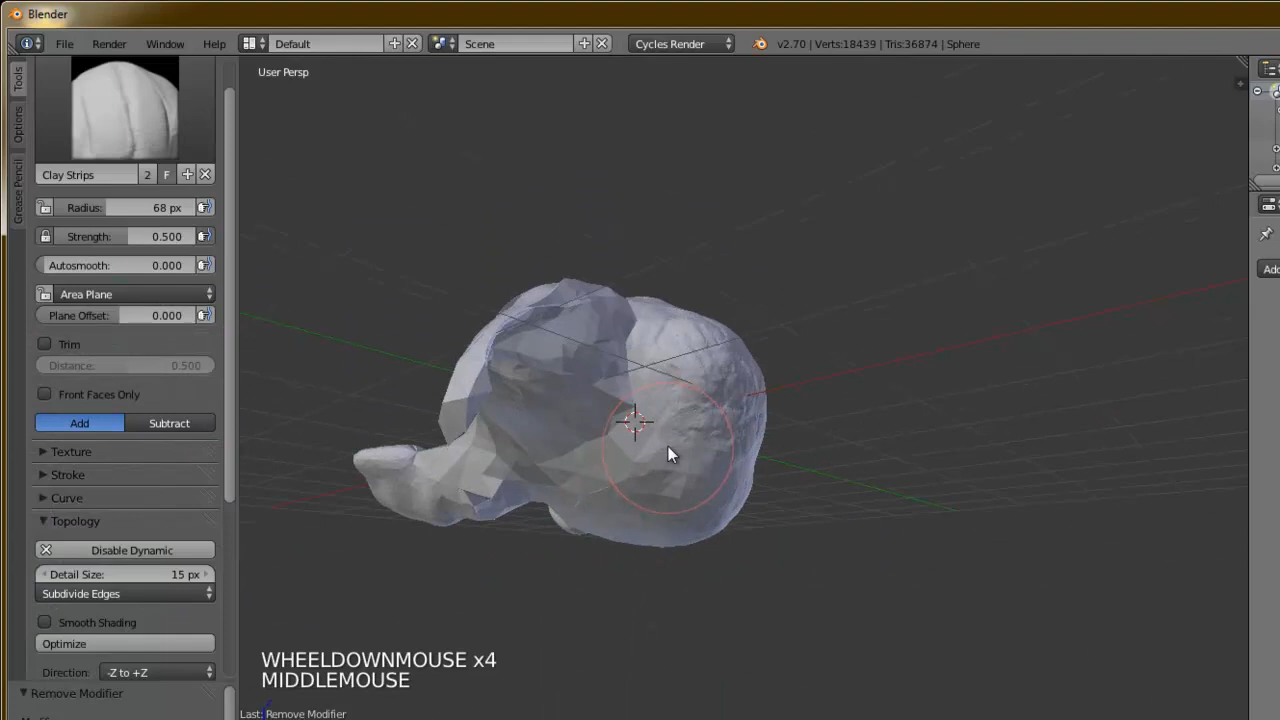 Blender
File Render Window Help Default Scene Cycles Render v2.70 | Verts:18439 | Tris:36874 | Sphere
User Persp
Tools
Options
Grease Pencil
Clay Strips 2 F
Radius: 68 px
Strength: 0.500
Autosmooth: 0.000
Area Plane
Plane Offset: 0.000
Trim
Distance: 0.500
Front Faces Only
Add Subtract
Texture
Stroke
Curve
Topology
Disable Dynamic
Detail Size: 15 px
Subdivide Edges
Smooth Shading
Optimize
Direction: -Z to +Z
Remove Modifier
WHEELDOWNMOUSE x4
MIDDLEMOUSE
Last: Remove Modifier
Add